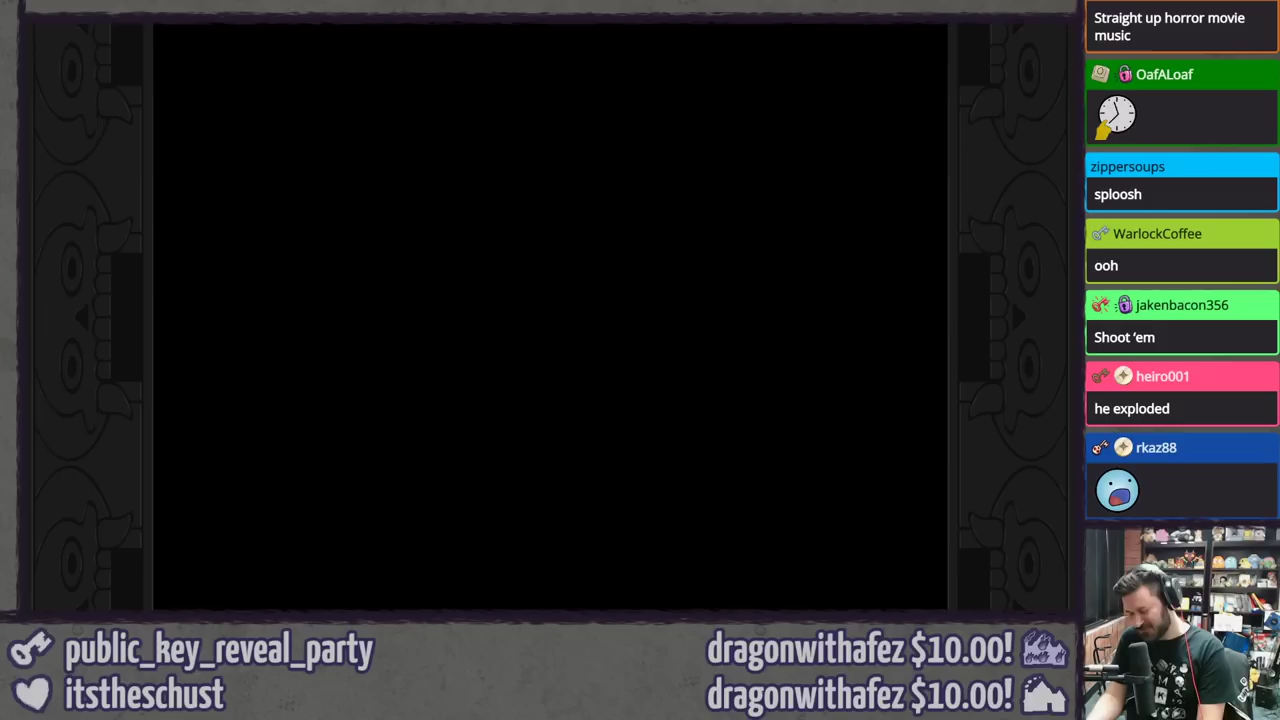 Straight up horror movie
music
OafALoaf
zippersoups
sploosh
WarlockCoffee
ooh
jakenbacon356
Shoot ‘em
heiro001
he exploded
rkaz88
public_key_reveal_party
dragonwithafez $10.00!
itstheschust
dragonwithafez $10.00!